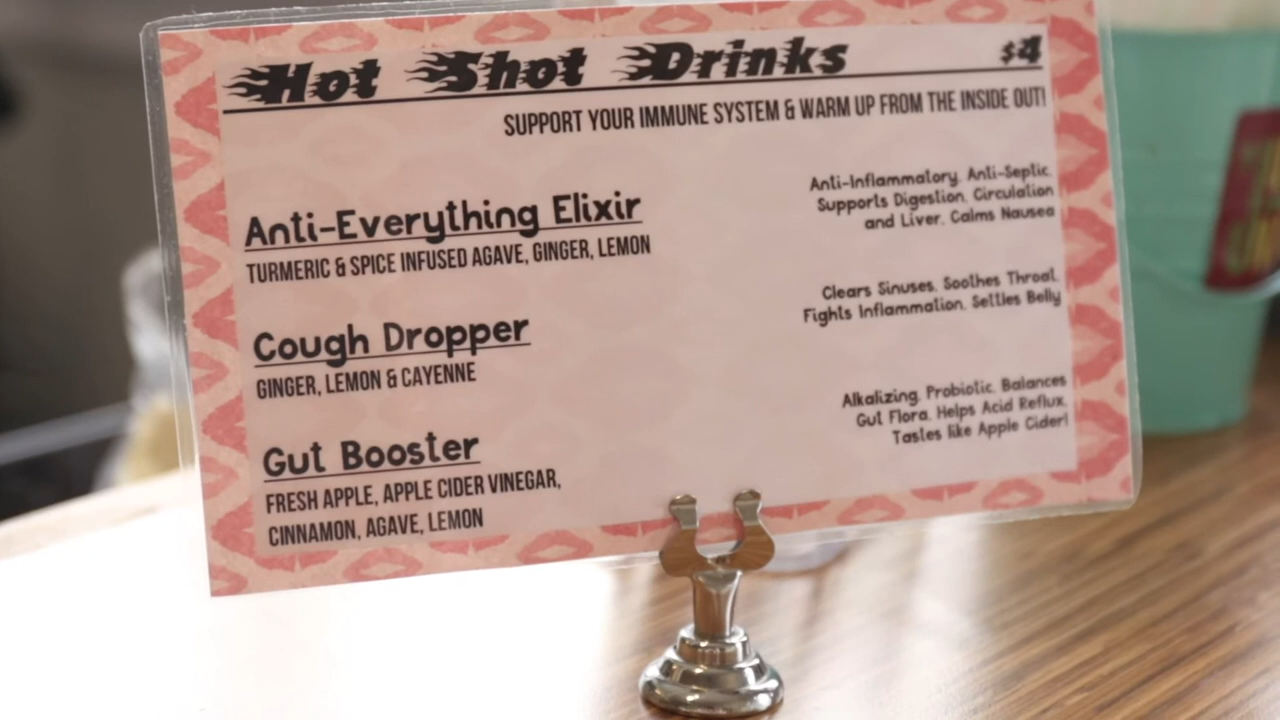 Hot Shot Drinks $4
SUPPORT YOUR IMMUNE SYSTEM & WARM UP FROM THE INSIDE OUT!
Anti-Everything Elixir
TURMERIC & SPICE INFUSED AGAVE, GINGER, LEMON
Anti-Inflammatory, Anti-Septic,
Supports Digestion, Circulation
and Liver, Calms Nausea
Cough Dropper
GINGER, LEMON & CAYENNE
Clears Sinuses, Soothes Throat,
Fights Inflammation, Settles Belly
Gut Booster
FRESH APPLE, APPLE CIDER VINEGAR,
CINNAMON, AGAVE, LEMON
Alkalizing, Probiotic, Balances
Gut Flora, Helps Acid Reflux,
Tastes like Apple Cider!